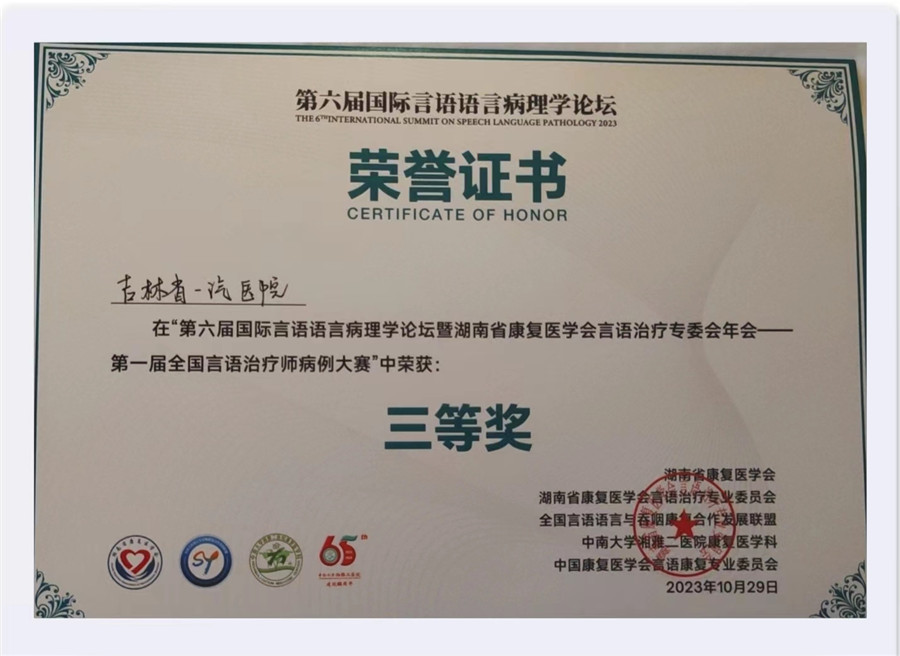 第六届国际言语语言病理学论坛
THE 6TH INTERNATIONAL SUMMIT ON SPEECH LANGUAGE PATHOLOGY 2023
荣誉证书
CERTIFICATE OF HONOR
吉林省一汽医院
在“第六届国际言语语言病理学论坛暨湖南省康复医学会言语治疗专委会年会——
第一届全国言语治疗师病例大赛”中荣获：
三等奖
湖南省康复医学会
湖南省康复医学会言语治疗专业委员会
全国言语语言与吞咽康复合作发展联盟
中南大学湘雅二医院康复医学科
中国康复医学会言语康复专业委员会
2023年10月29日
SY
65th